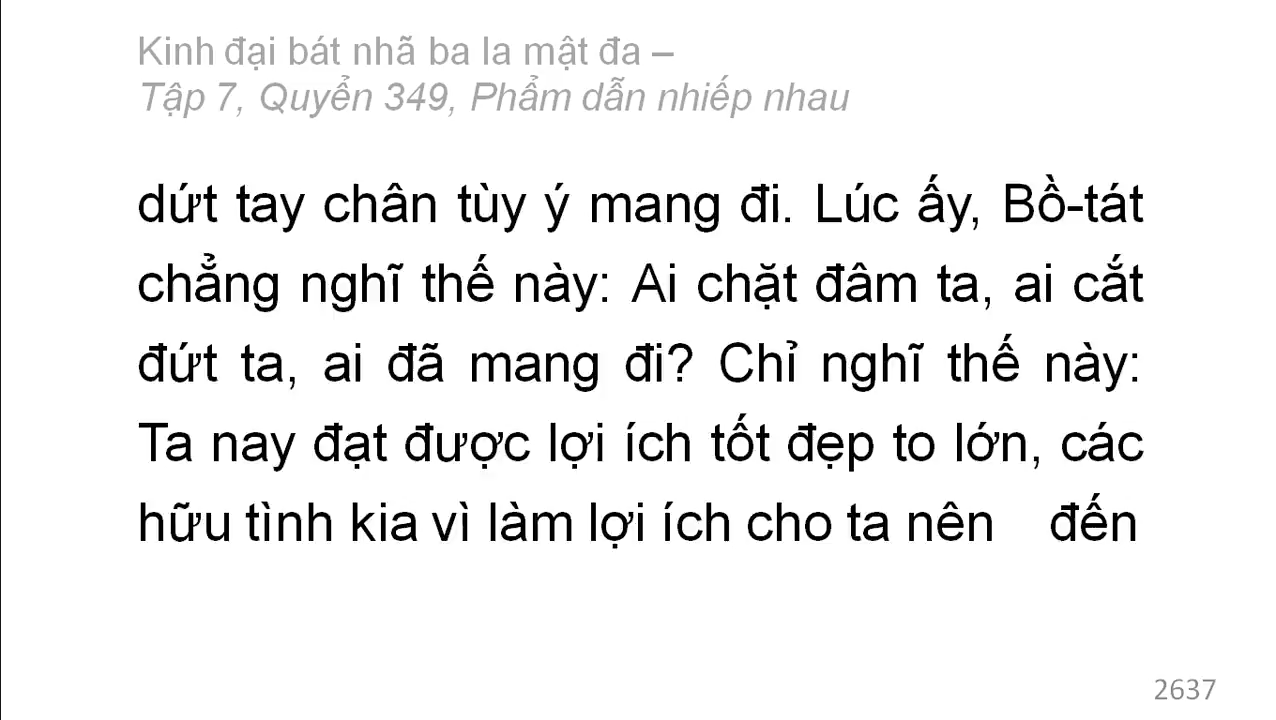 Kinh đại bát nhã ba la mật đa –
Tập 7, Quyển 349, Phẩm dẫn nhiếp nhau
dứt tay chân tùy ý mang đi. Lúc ấy, Bồ-tát
chẳng nghĩ thế này: Ai chặt đâm ta, ai cắt
đứt ta, ai đã mang đi? Chỉ nghĩ thế này:
Ta nay đạt được lợi ích tốt đẹp to lớn, các
hữu tình kia vì làm lợi ích cho ta nên đến
2637